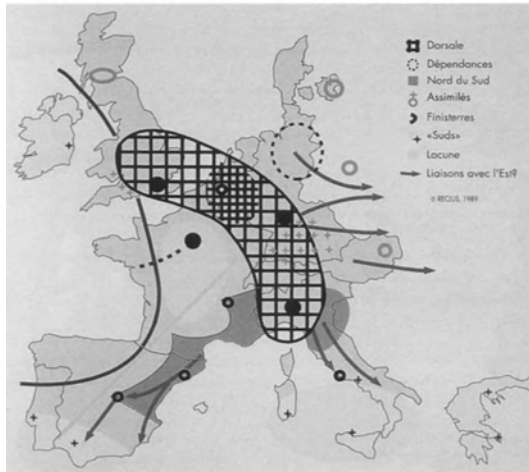 Dorsale
Dépendances
Nord du Sud
Assimilés
Finisterres
«Suds»
Lacune
Liaisons avec l'Est?
© RECLUS, 1989